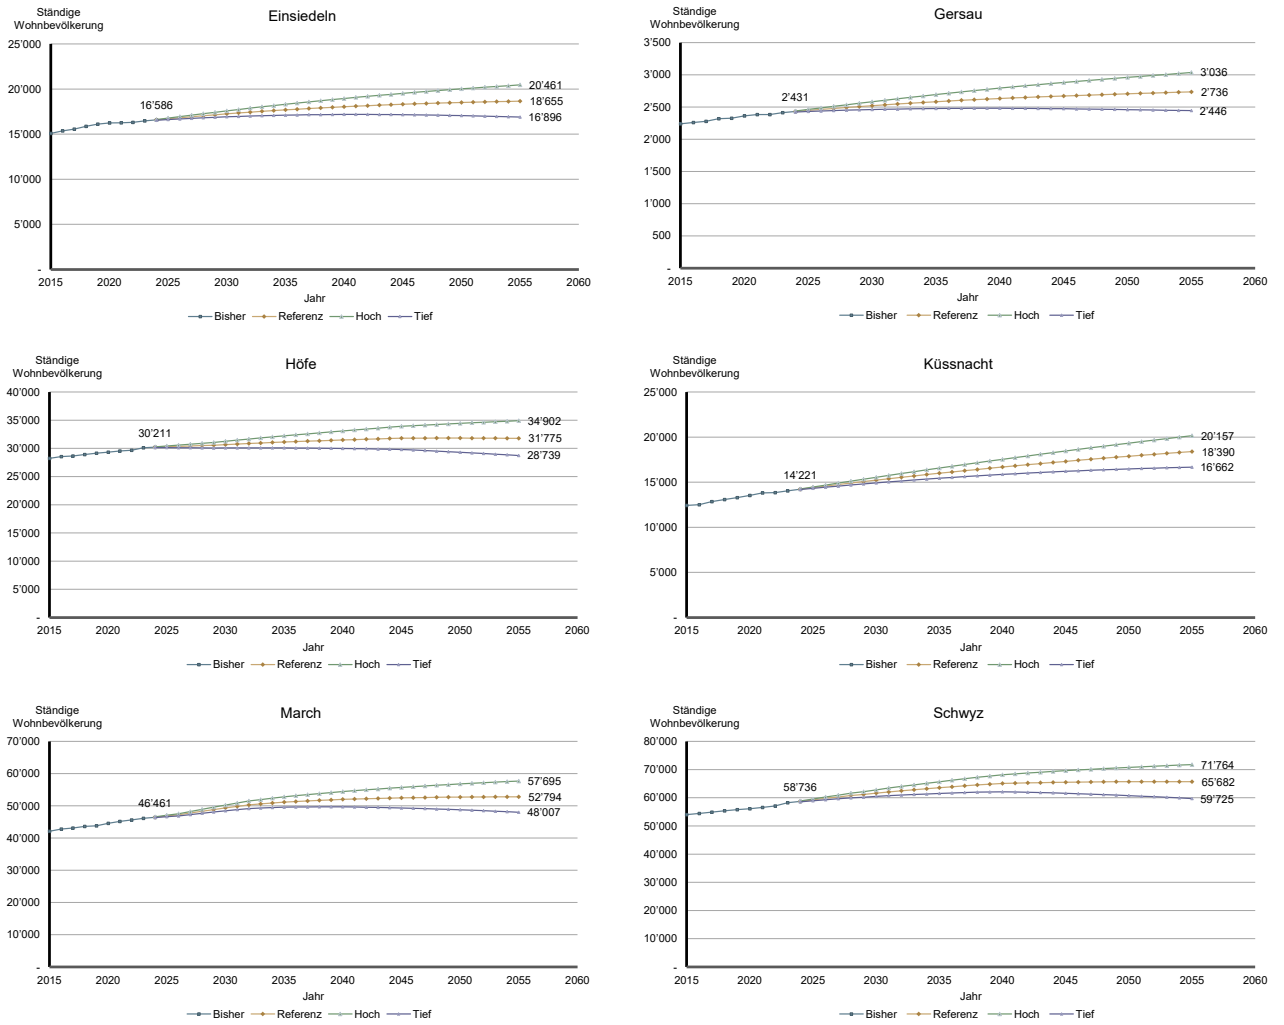 Ständige
Wohnbevölkerung
Einsiedeln
25’000
20’000
15’000
10’000
5’000
-
16’586
20’461
18’655
16’896
2015 2020 2025 2030 2035 2040 2045 2050 2055 2060
Jahr
Bisher Referenz Hoch Tief
Ständige
Wohnbevölkerung
Gersau
3’500
3’000
2’500
2’000
1’500
1’000
500
-
2’431
3’036
2’736
2’446
2015 2020 2025 2030 2035 2040 2045 2050 2055 2060
Jahr
Bisher Referenz Hoch Tief
Ständige
Wohnbevölkerung
Höfe
40’000
35’000
30’000
25’000
20’000
15’000
10’000
5’000
-
30’211
34’902
31’775
28’739
2015 2020 2025 2030 2035 2040 2045 2050 2055 2060
Jahr
Bisher Referenz Hoch Tief
Ständige
Wohnbevölkerung
Küssnacht
25’000
20’000
15’000
10’000
5’000
-
14’221
20’157
18’390
16’662
2015 2020 2025 2030 2035 2040 2045 2050 2055 2060
Jahr
Bisher Referenz Hoch Tief
Ständige
Wohnbevölkerung
March
70’000
60’000
50’000
40’000
30’000
20’000
10’000
-
46’461
57’695
52’794
48’007
2015 2020 2025 2030 2035 2040 2045 2050 2055 2060
Jahr
Bisher Referenz Hoch Tief
Ständige
Wohnbevölkerung
Schwyz
80’000
70’000
60’000
50’000
40’000
30’000
20’000
10’000
-
58’736
71’764
65’682
59’725
2015 2020 2025 2030 2035 2040 2045 2050 2055 2060
Jahr
Bisher Referenz Hoch Tief